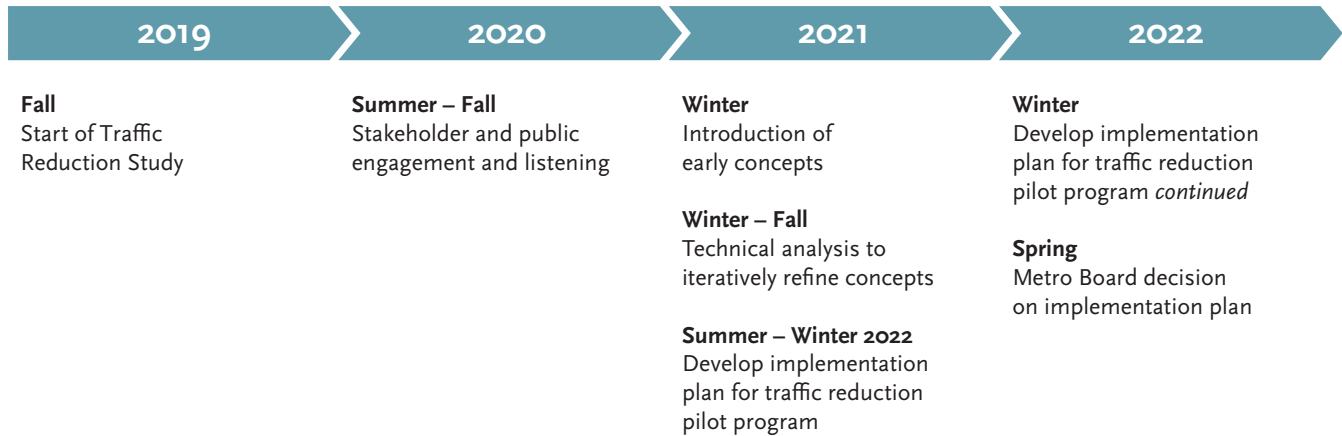 2019
2020
2021
2022
Fall
Start of Traffic
Reduction Study
Summer – Fall
Stakeholder and public
engagement and listening
Winter
Introduction of
early concepts
Winter – Fall
Technical analysis to
iteratively refine concepts
Summer – Winter 2022
Develop implementation
plan for traffic reduction
pilot program
Winter
Develop implementation
plan for traffic reduction
pilot program continued
Spring
Metro Board decision
on implementation plan